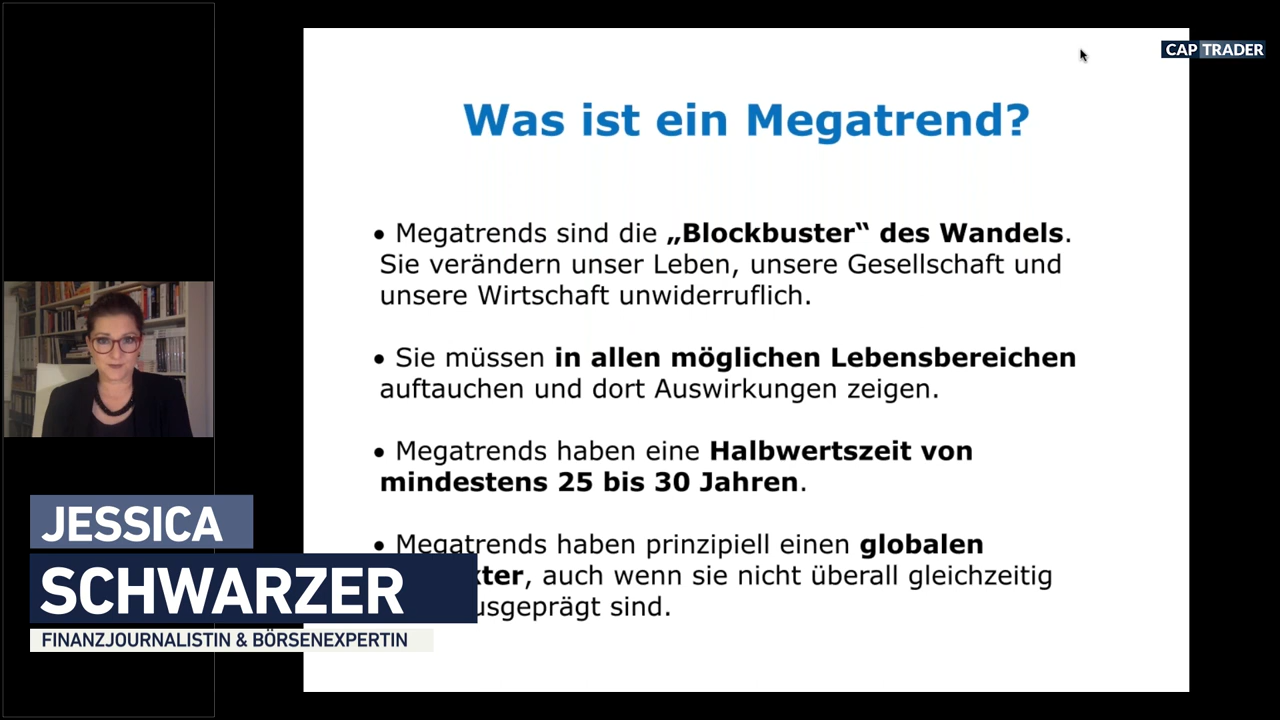 CAP TRADER
Was ist ein Megatrend?
• Megatrends sind die „Blockbuster“ des Wandels.
Sie verändern unser Leben, unsere Gesellschaft und
unsere Wirtschaft unwiderruflich.
• Sie müssen in allen möglichen Lebensbereichen
auftauchen und dort Auswirkungen zeigen.
• Megatrends haben eine Halbwertszeit von
mindestens 25 bis 30 Jahren.
• Megatrends haben prinzipiell einen globalen
, auch wenn sie nicht überall gleichzeitig
sind.
JESSICA
SCHWARZER
FINANZJOURNALISTIN & BÖRSENEXPERTIN